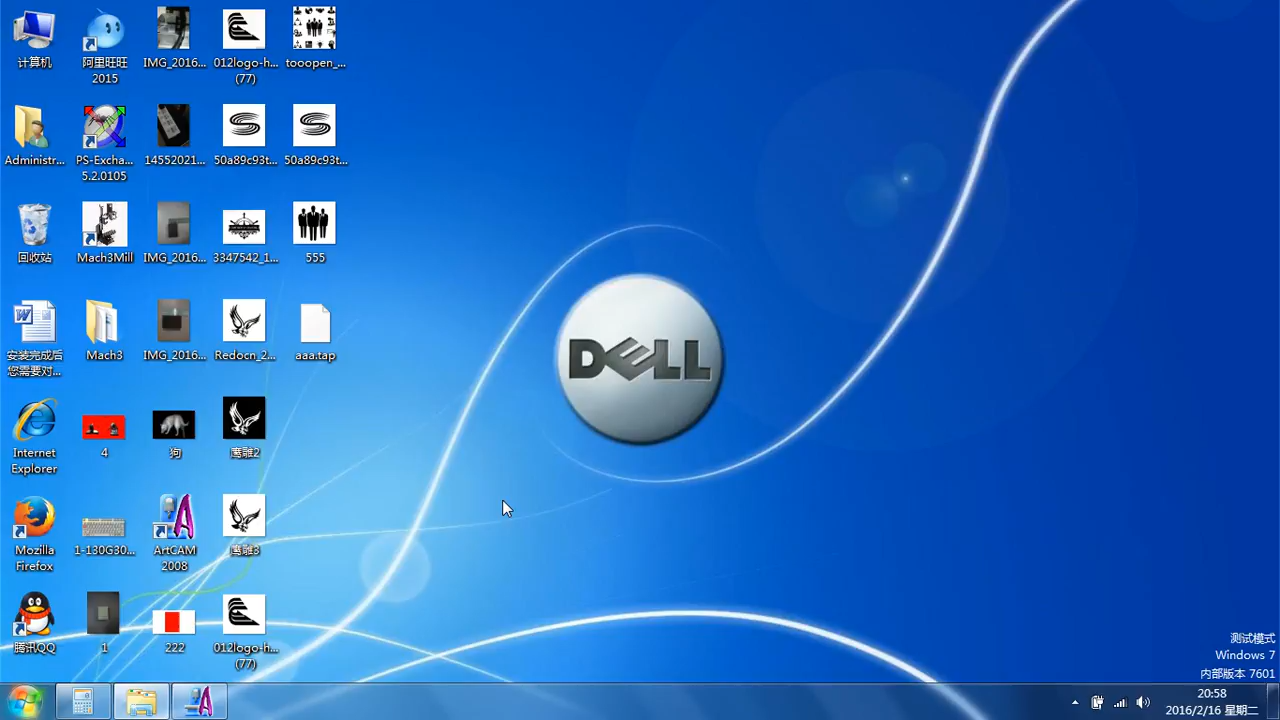 计算机
阿里旺旺
2015
IMG_2016...
012logo-h...
(77)
tooopen_...
Administr...
PS-Excha...
5.2.0105
14552021...
50a89c93t...
50a89c93t...
回收站
Mach3Mill
IMG_2016...
3347542_1...
555
安装完成后
您需要对...
Mach3
IMG_2016...
Redocn_2...
aaa.tap
DELL
Internet
Explorer
4
狗
鹰雕2
Mozilla
Firefox
1-130G30...
ArtCAM
2008
鹰雕3
腾讯QQ
1
222
012logo-h...
(77)
测试模式
Windows 7
内部版本 7601
20:58
2016/2/16 星期二